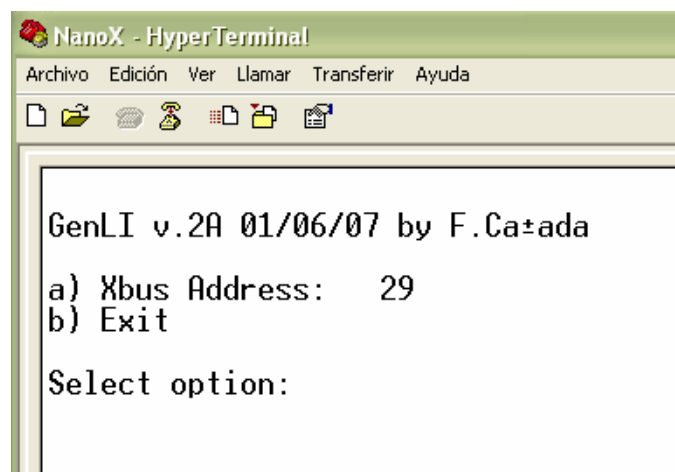 NanoX - HyperTerminal
Archivo Edición Ver Llamar Transferir Ayuda
GenLI v.2A 01/06/07 by F.Ca±ada
a) Xbus Address: 29
b) Exit
Select option: